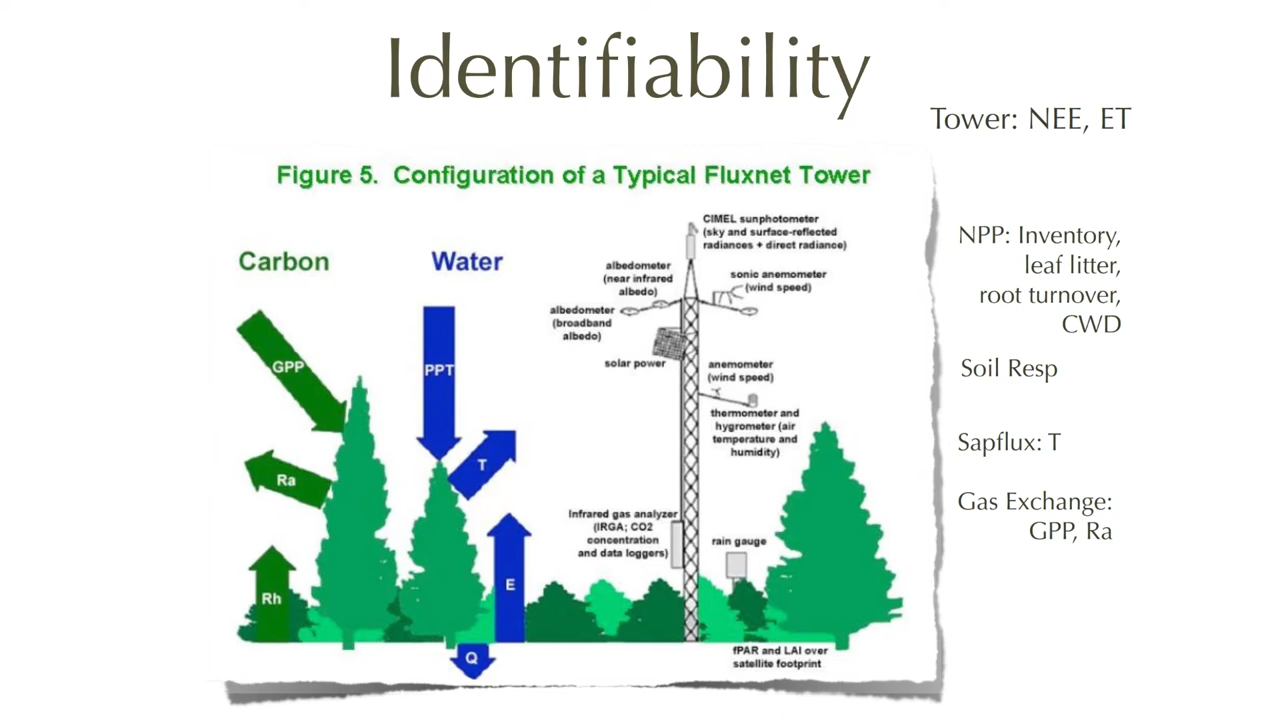 Identifiability
Tower: NEE, ET
Figure 5. Configuration of a Typical Fluxnet Tower
Carbon
Water
GPP
Ra
Rh
PPT
T
E
Q
CIMEL sunphotometer
(sky and surface-reflected
radiances + direct radiance)
albedometer
(near infrared
albedo)
sonic anemometer
(wind speed)
albedometer
(broadband
albedo)
solar power
anemometer
(wind speed)
thermometer and
hygrometer (air
temperature and
humidity)
Infrared gas analyzer
(IRGA; CO2
concentration
and data loggers)
rain gauge
fPAR and LAI over
satellite footprint
NPP: Inventory,
leaf litter,
root turnover,
CWD
Soil Resp
Sapflux: T
Gas Exchange:
GPP, Ra